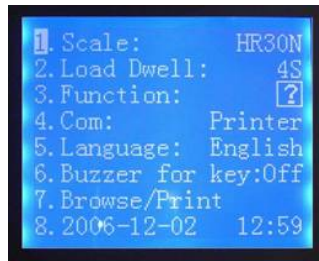 1.Scale: HR30N
2.Load Dwell: 4S
3.Function: ?
4.Com: Printer
5.Language: English
6.Buzzer for key:Off
7.Browse/Print
8.2006-12-02 12:59